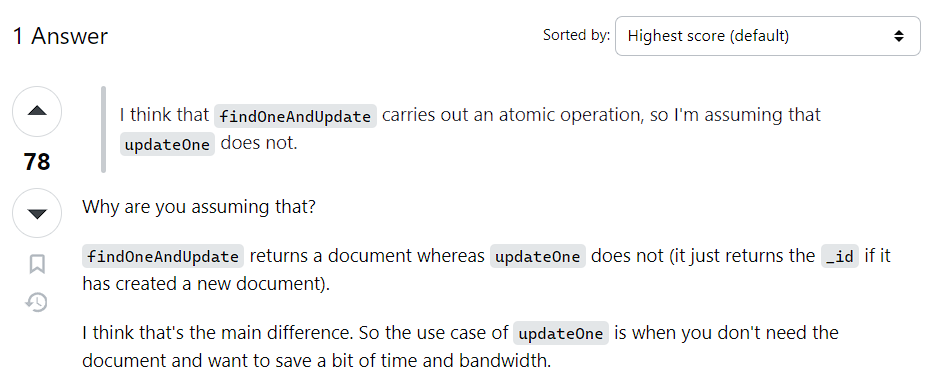 1 Answer
Sorted by: Highest score (default)
I think that findOneAndUpdate carries out an atomic operation, so I'm assuming that
updateOne does not.
78
Why are you assuming that?
findOneAndUpdate returns a document whereas updateOne does not (it just returns the _id if it
has created a new document).
I think that's the main difference. So the use case of updateOne is when you don't need the
document and want to save a bit of time and bandwidth.